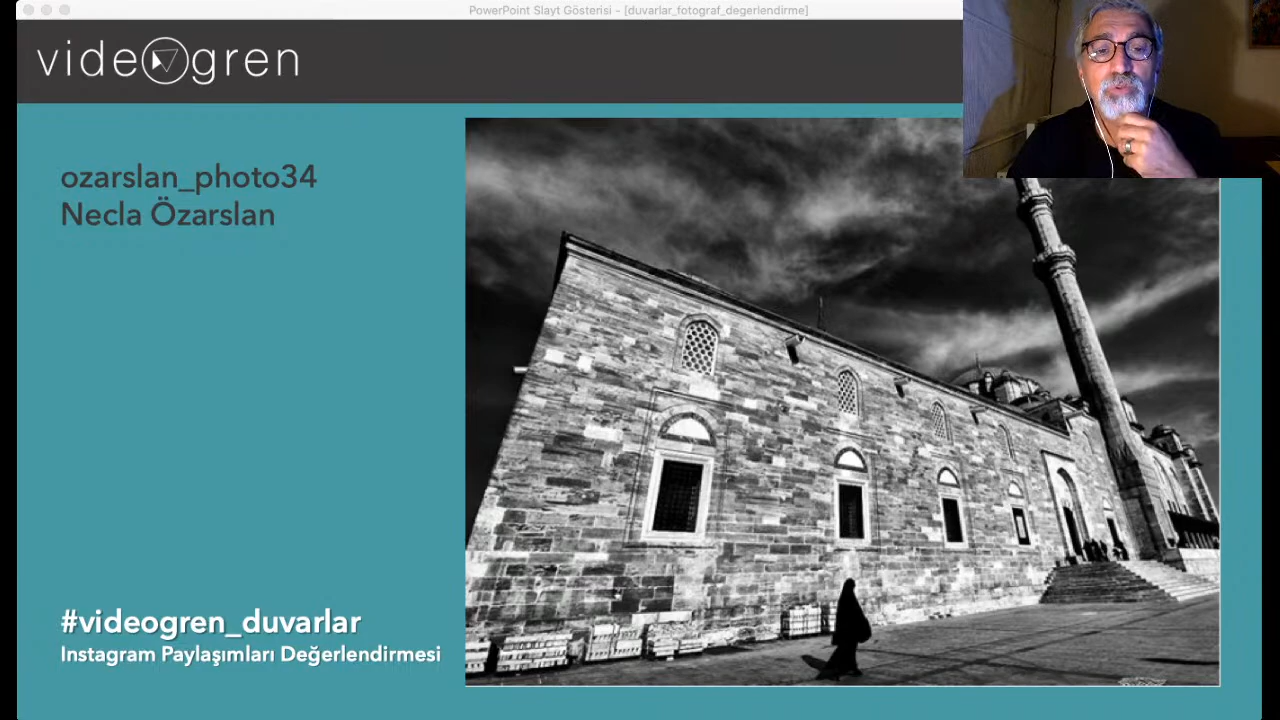 PowerPoint Slayt Gösterisi - [duvarlar_fotograf_degerlendirme]
videogren
ozarslan_photo34
Necla Özarslan
#videogren_duvarlar
Instagram Paylaşımları Değerlendirmesi